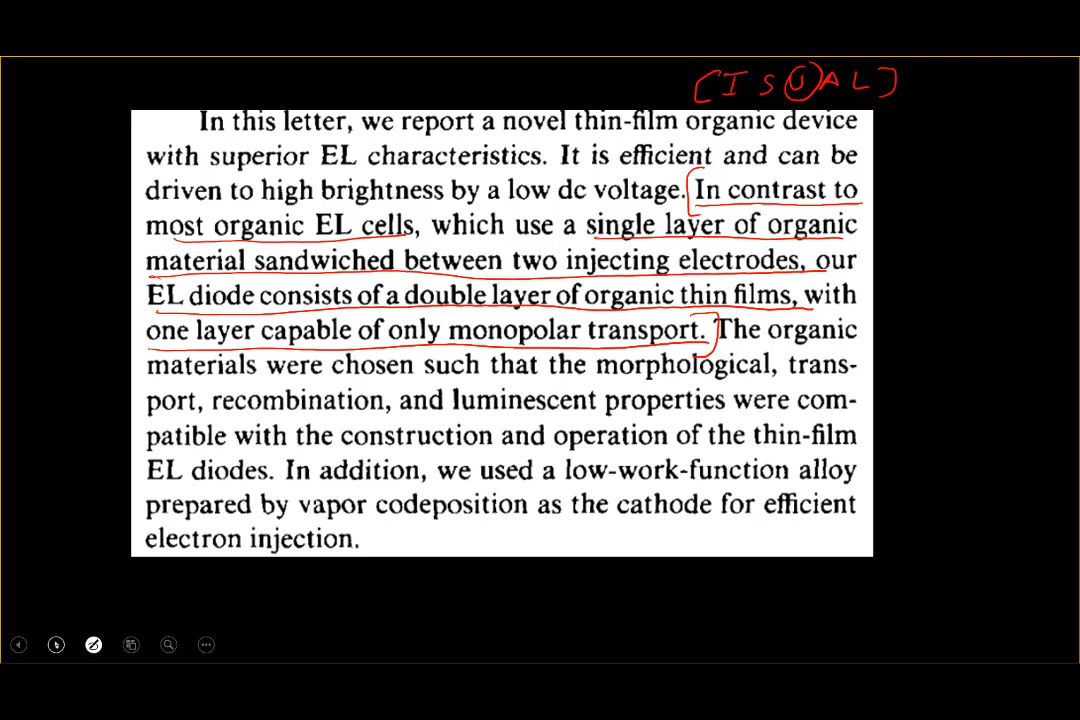 [ISUAL]
In this letter, we report a novel thin-film organic device
with superior EL characteristics. It is efficient and can be
driven to high brightness by a low dc voltage. In contrast to
most organic EL cells, which use a single layer of organic
material sandwiched between two injecting electrodes, our
EL diode consists of a double layer of organic thin films, with
one layer capable of only monopolar transport. The organic
materials were chosen such that the morphological, trans-
port, recombination, and luminescent properties were com-
patible with the construction and operation of the thin-film
EL diodes. In addition, we used a low-work-function alloy
prepared by vapor codeposition as the cathode for efficient
electron injection.